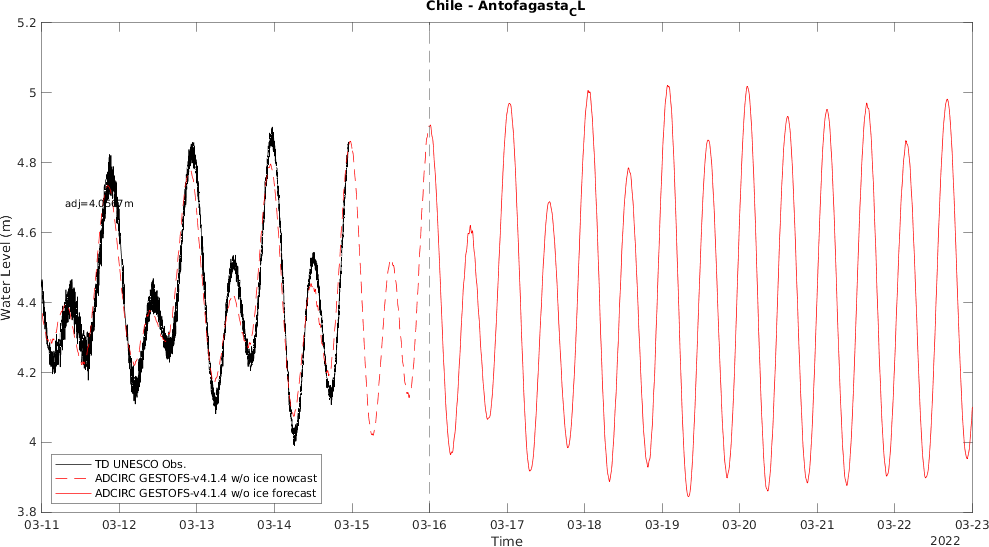 Chile - AntofagastaCL
5.2
5
4.8
4.6
4.4
4.2
4
3.8
Water Level (m)
adj=4.0567m
TD UNESCO Obs.
ADCIRC GESTOFS-v4.1.4 w/o ice nowcast
ADCIRC GESTOFS-v4.1.4 w/o ice forecast
03-11 03-12 03-13 03-14 03-15 03-16 03-17 03-18 03-19 03-20 03-21 03-22 03-23
Time
2022